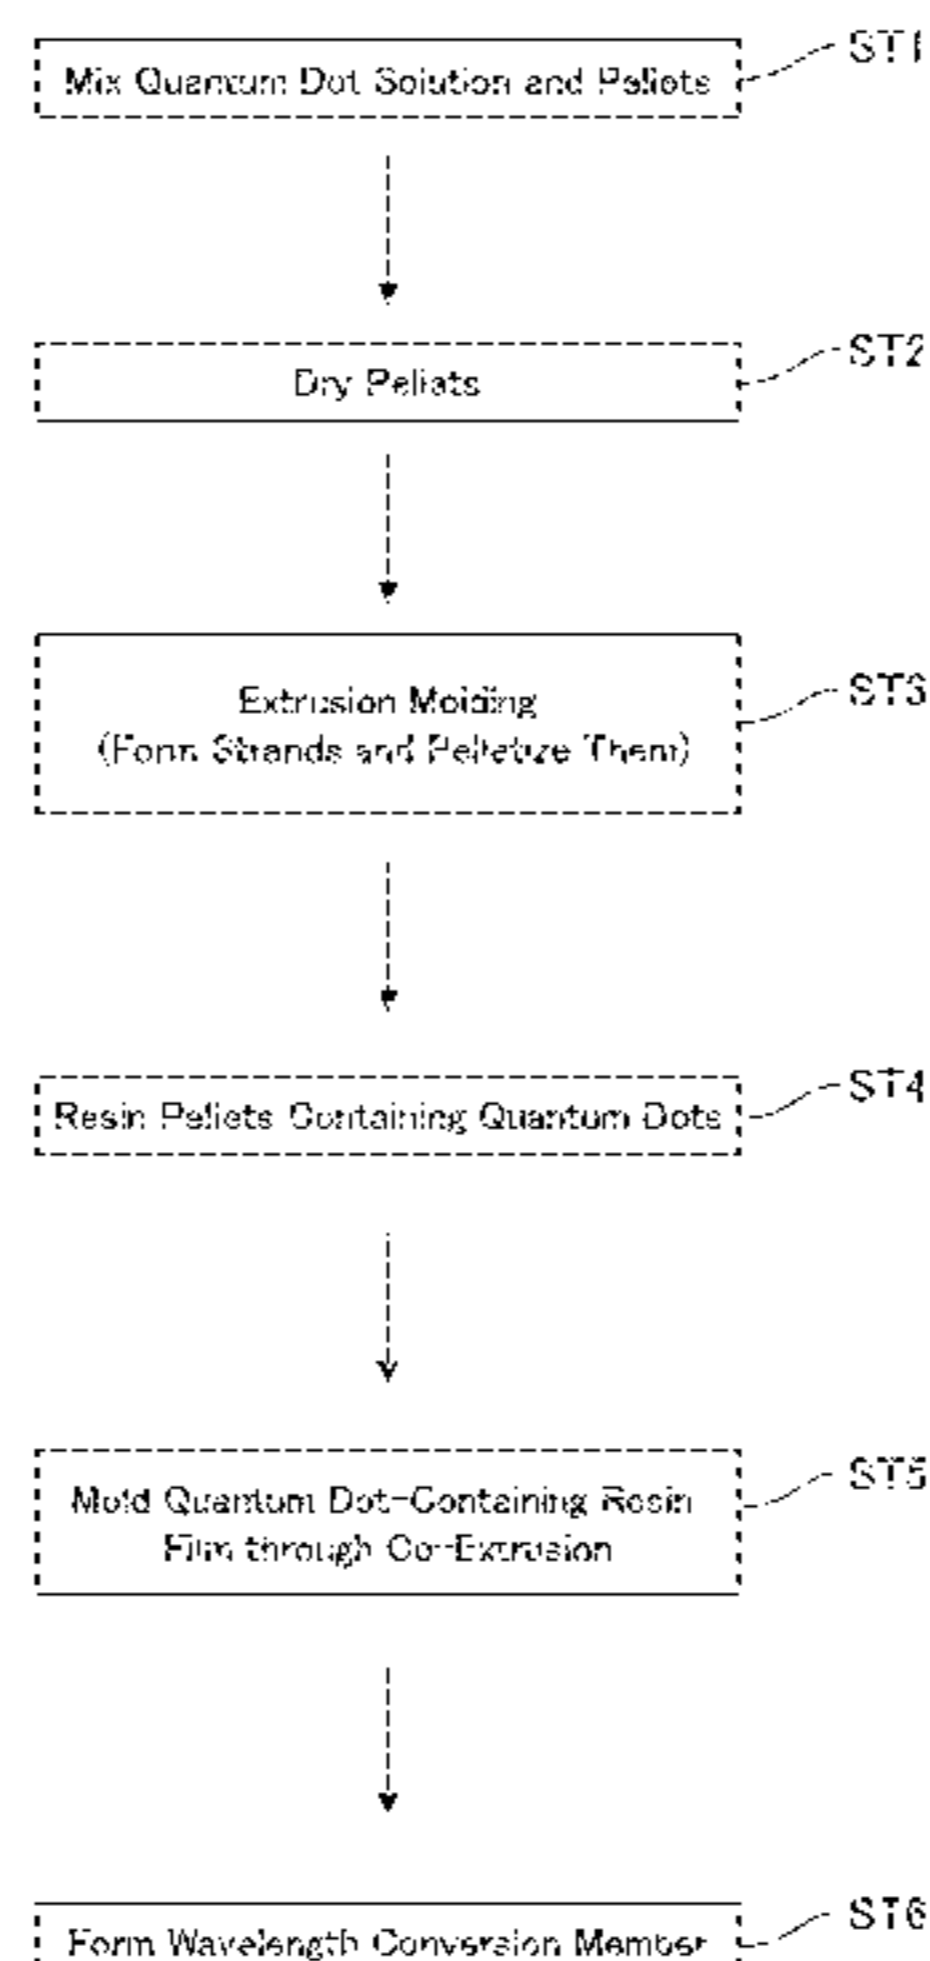 ST1
Mix Quantum Dot Solution and Pellets
ST2
Dry Pellets
ST3
Extrusion Molding
(Form Strands and Pelletize Them)
ST4
Resin Pellets Containing Quantum Dots
ST5
Mold Quantum Dot-Containing Resin
Film through Co-Extrusion
ST6
Form Wavelength Conversion Member